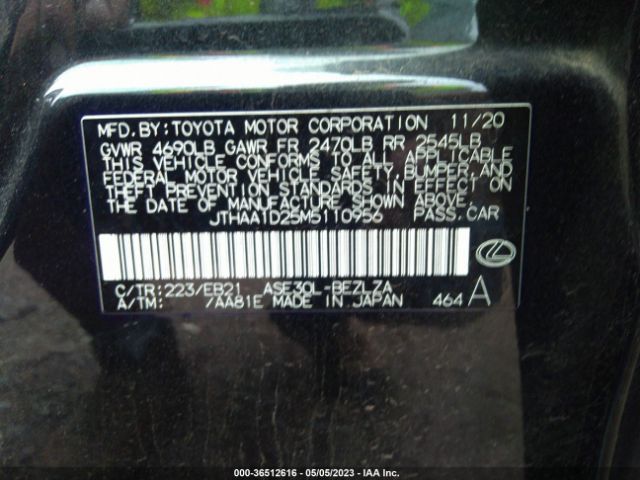 MFD. BY: TOYOTA MOTOR CORPORATION 11/20
GVWR 4690LB GAWR FR 2470LB RR 2545LB
THIS VEHICLE CONFORMS TO ALL APPLICABLE
FEDERAL MOTOR VEHICLE SAFETY, BUMPER, AND
THEFT PREVENTION STANDARDS IN EFFECT ON
THE DATE OF MANUFACTURE SHOWN ABOVE.
JTHAA1D25M5110956 PASS. CAR
C/TR: 223/EB21 ASE30L-BEZLZA
A/TM: /AA81E MADE IN JAPAN 464 A
000-36512616 - 05/05/2023 - IAA Inc.